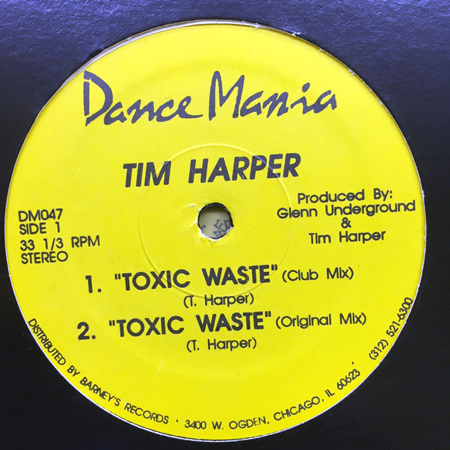 Dance Mania
TIM HARPER
DM047
SIDE 1
33 1/3 RPM
STEREO
Produced By:
Glenn Underground
&
Tim Harper
1. "TOXIC WASTE" (Club Mix)
(T. Harper)
2. "TOXIC WASTE" (Original Mix)
(T. Harper)
DISTRIBUTED BY BARNEY'S RECORDS · 3400 W. OGDEN, CHICAGO, IL 60623 · (312) 521-6300